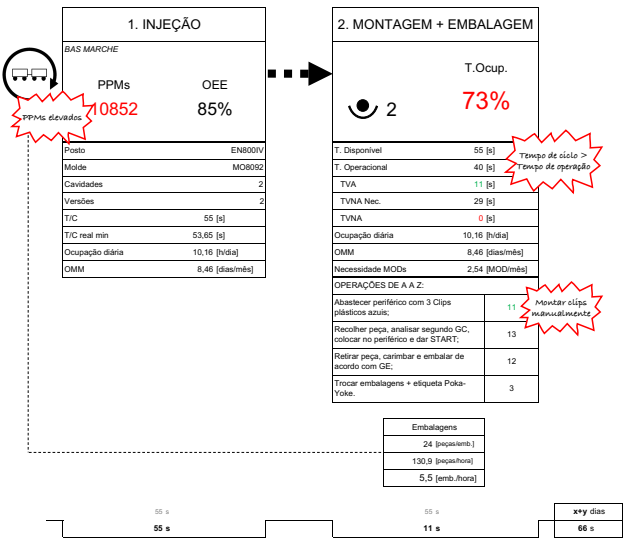 1. INJEÇÃO
BAS MARCHE
PPMs
OEE
10852
85%
PPMs elevados
Posto EN800IV
Molde MO8092
Cavidades 2
Versões 2
T/C 55 [s]
T/C real min 53,65 [s]
Ocupação diária 10,16 [h/dia]
OMM 8,46 [dias/mês]
2. MONTAGEM + EMBALAGEM
T.Ocup.
2
73%
T. Disponível 55 [s]
T. Operacional 40 [s]
TVA 11 [s]
TVNA Nec. 29 [s]
TVNA 0 [s]
Ocupação diária 10,16 [h/dia]
OMM 8,46 [dias/mês]
Necessidade MODs 2,54 [MOD/mês]
Tempo de ciclo >
Tempo de operação
OPERAÇÕES DE A A Z:
Abastecer periférico com 3 Clips
plásticos azuis;
11
Recolher peça, analisar segundo GC,
colocar no periférico e dar START;
13
Retirar peça, carimbar e embalar de
acordo com GE;
12
Trocar embalagens + etiqueta Poka-
Yoke.
3
Montar clips
manualmente
Embalagens
24 [peças/emb.]
130,9 [peças/hora]
5,5 [emb./hora]
55 s
55 s
55 s
11 s
x+y dias
66 s